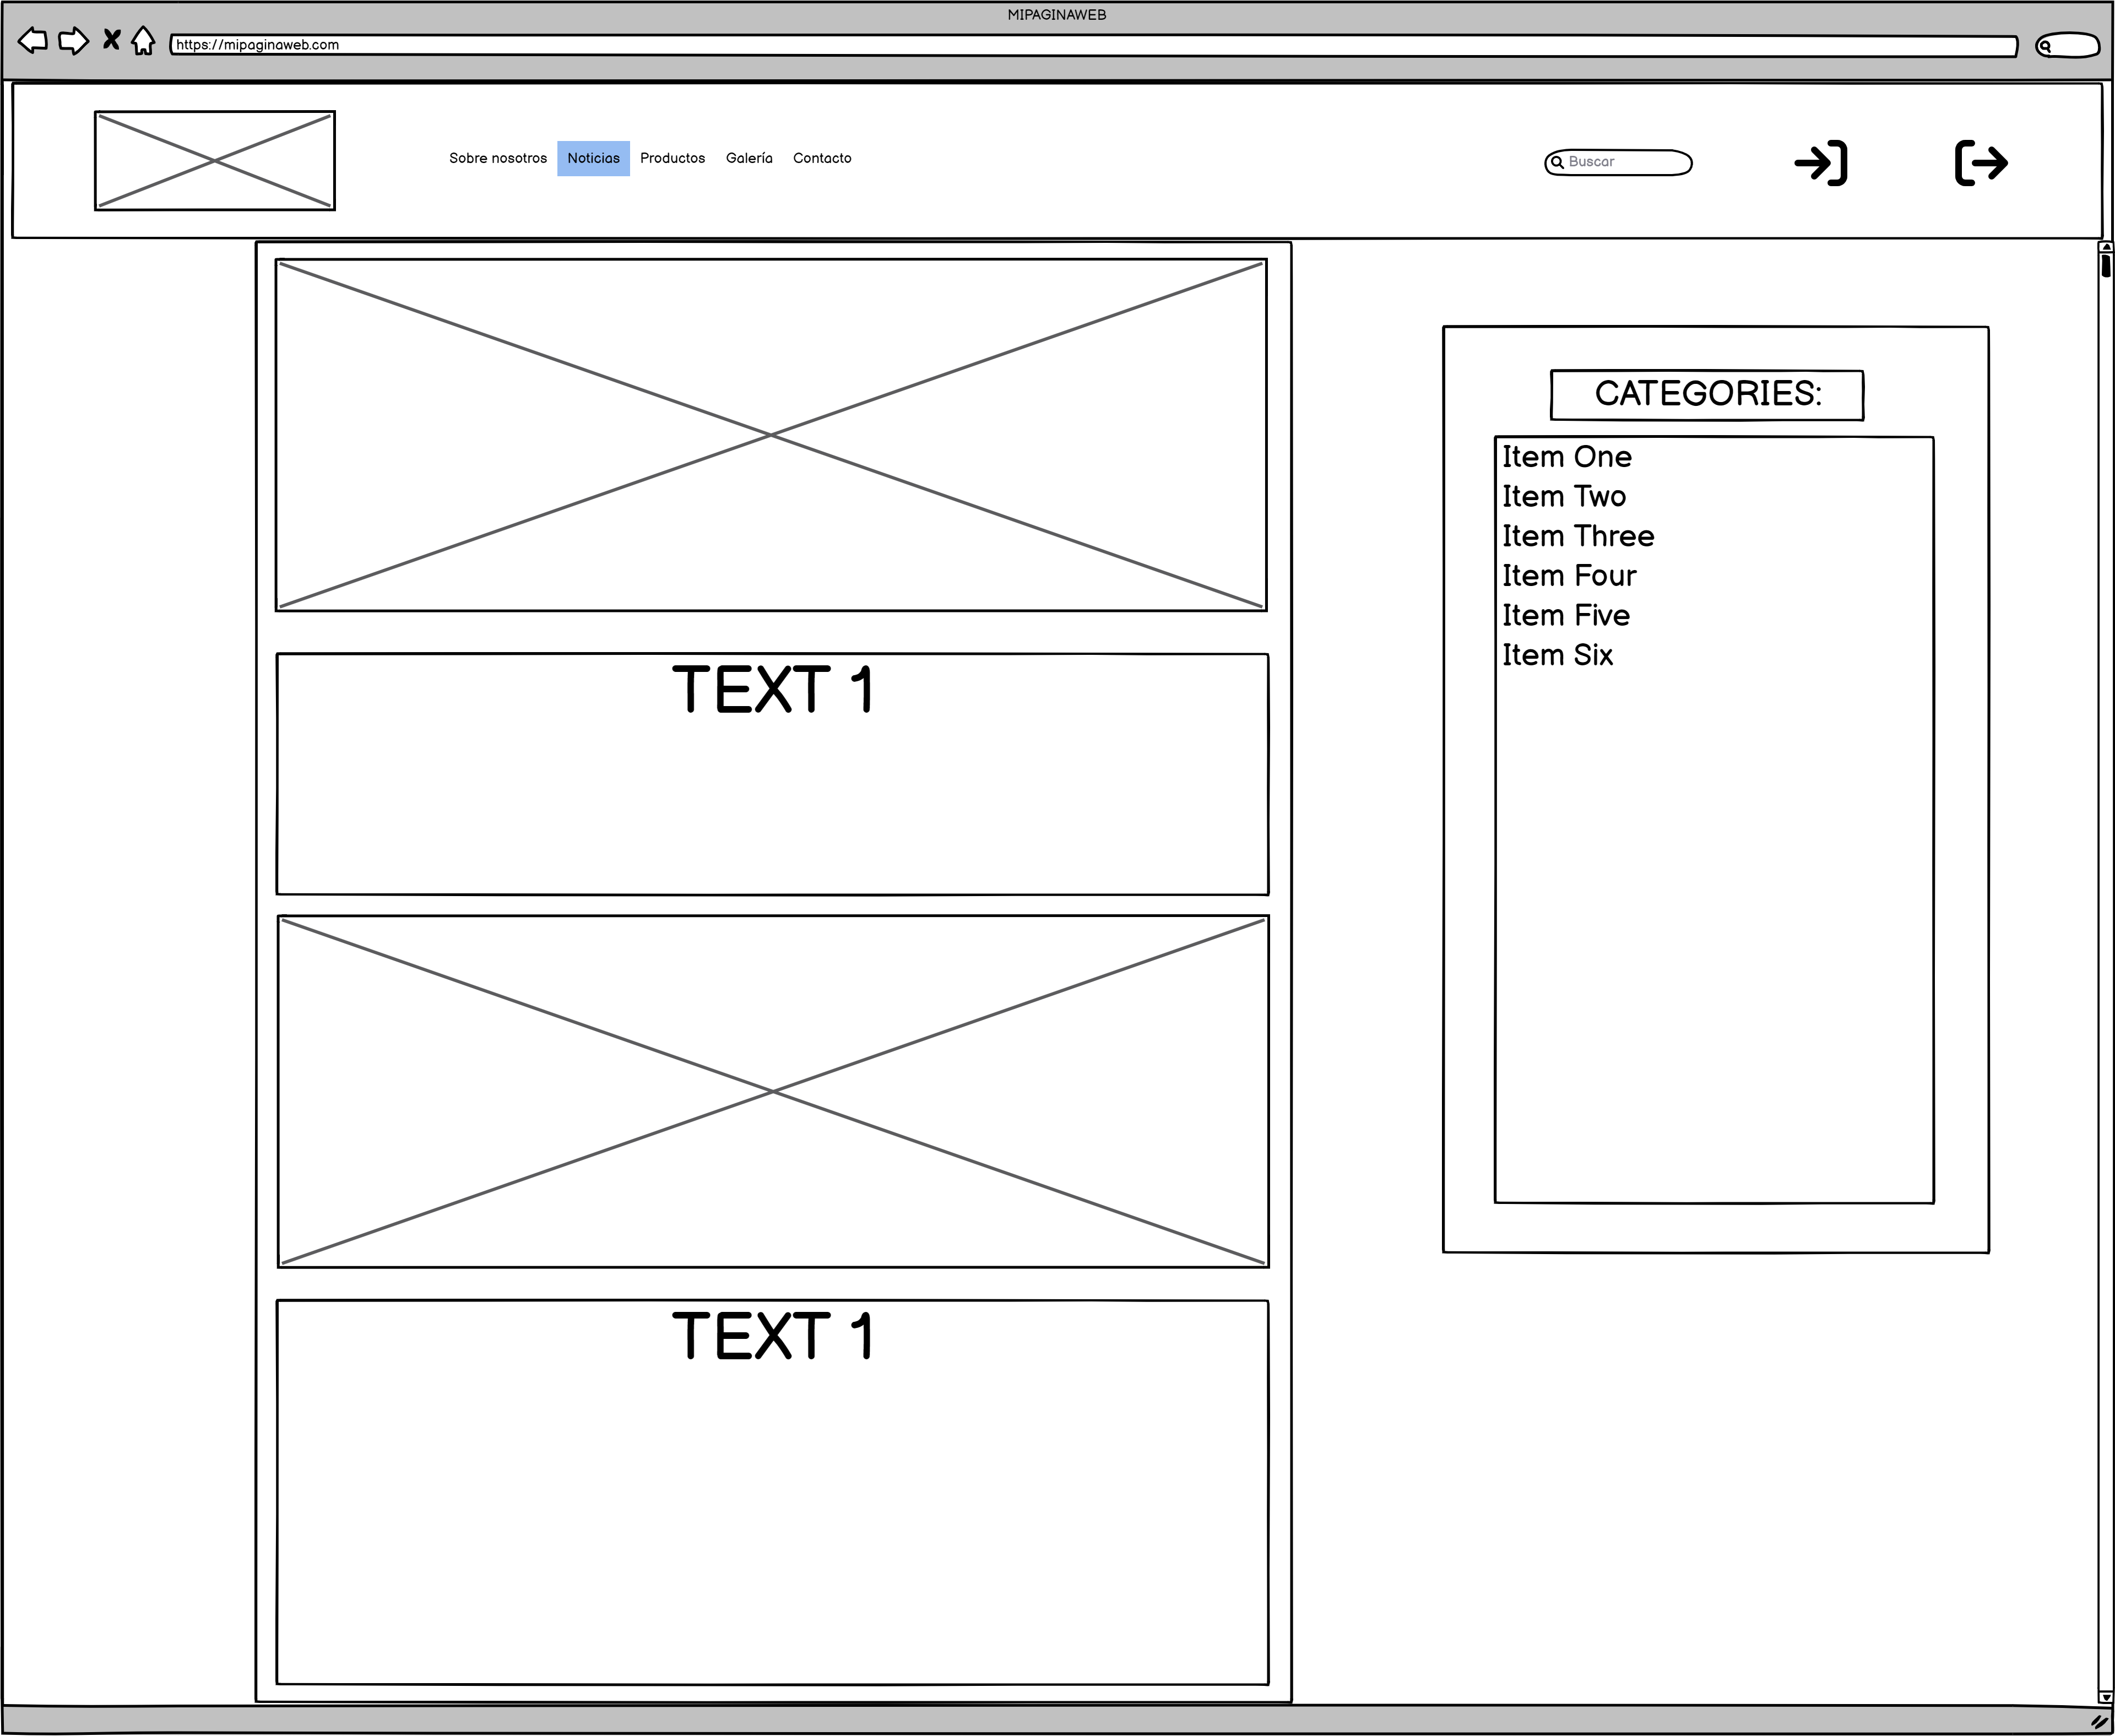 MIPAGINAWEB
https://mipaginaweb.com
Sobre nosotros Noticias Productos Galería Contacto
Buscar
CATEGORIES:
Item One
Item Two
Item Three
Item Four
Item Five
Item Six
TEXT 1
TEXT 1